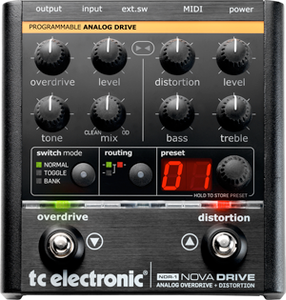 output input ext.sw MIDI power
PROGRAMMABLE ANALOG DRIVE
overdrive level distortion level
tone CLEAN mix OD bass treble
switch mode routing preset
NORMAL
TOGGLE
BANK
01
HOLD TO STORE PRESET
overdrive distortion
tc electronic NDR-1 NOVA DRIVE
ANALOG OVERDRIVE + DISTORTION